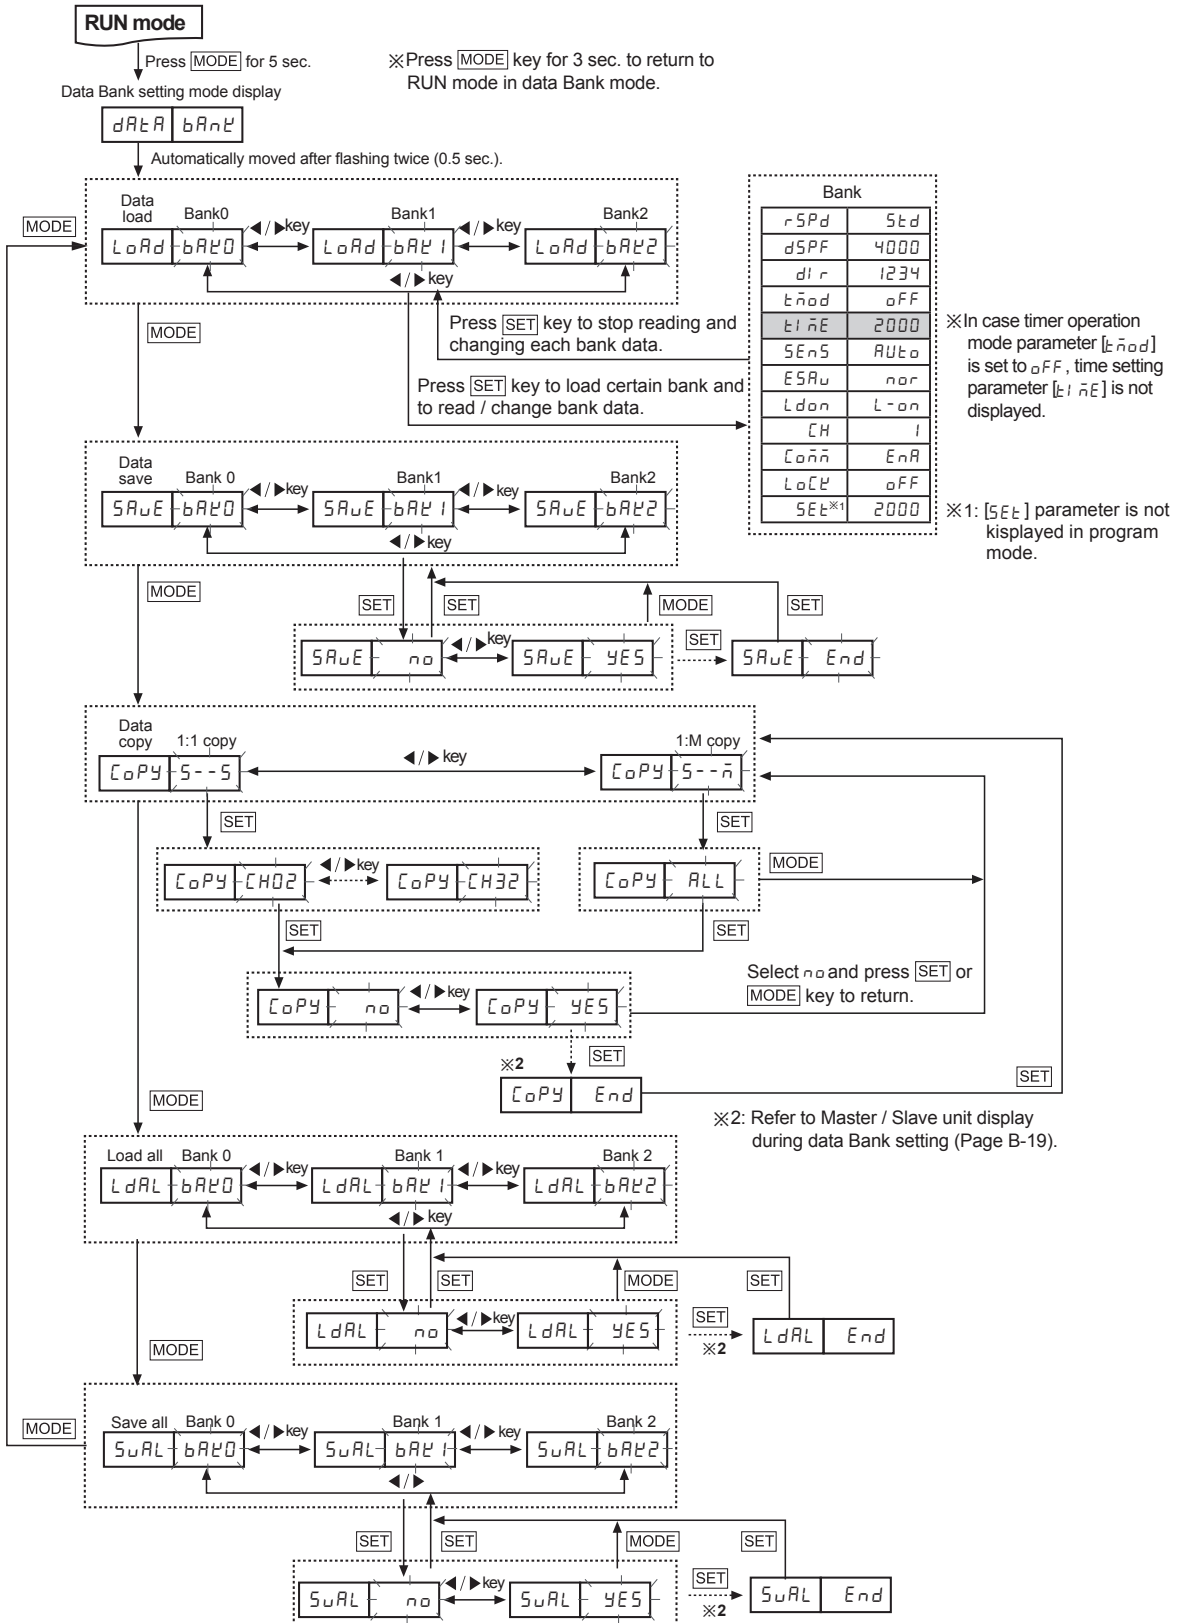 RUN mode
Press MODE for 5 sec.
※Press MODE key for 3 sec. to return to
RUN mode in data Bank mode.
Data Bank setting mode display
dAtA bAnK
Automatically moved after flashing twice (0.5 sec.).
MODE
Data
load
Bank0
◀/▶key
Bank1
◀/▶key
Bank2
LoAd bAK0
LoAd bAK1
LoAd bAK2
◀/▶ key
Bank
rSPd Std
dSPF 4000
dIr 1234
tmod oFF
tImE 2000
SEnS AUto
ESAv nor
Ldon L-on
CH 1
Comm EnA
LoCK oFF
SEt※1 2000
※In case timer operation
mode parameter [tmod]
is set to oFF, time setting
parameter [tImE] is not
displayed.
※1: [SEt] parameter is not
kisplayed in program
mode.
MODE
Press SET key to stop reading and
changing each bank data.
Press SET key to load certain bank and
to read / change bank data.
Data
save
Bank 0
◀/▶key
Bank1
◀/▶key
Bank2
SAvE bAK0
SAvE bAK1
SAvE bAK2
◀/▶key
MODE
SET
SET
MODE
SET
SAvE no
◀/▶key
SAvE YES
SET
SAvE End
Data
copy
1:1 copy
◀/▶ key
1:M copy
CoPY S--S
CoPY S--m
SET
SET
CoPY CH02
◀/▶key
CoPY CH32
CoPY ALL
MODE
SET
SET
CoPY no
◀/▶key
CoPY YES
Select no and press SET or
MODE key to return.
※2
SET
CoPY End
SET
※2: Refer to Master / Slave unit display
during data Bank setting (Page B-19).
MODE
Load all
Bank 0
◀/▶key
Bank 1
◀/▶key
Bank 2
LdAL bAK0
LdAL bAK1
LdAL bAK2
◀/▶ key
SET
SET
MODE
SET
LdAL no
◀/▶key
LdAL YES
SET
※2
LdAL End
MODE
MODE
Save all
Bank 0
◀/▶key
Bank 1
◀/▶key
Bank 2
SvAL bAK0
SvAL bAK1
SvAL bAK2
◀/▶
SET
SET
MODE
SET
SvAL no
◀/▶key
SvAL YES
SET
※2
SvAL End